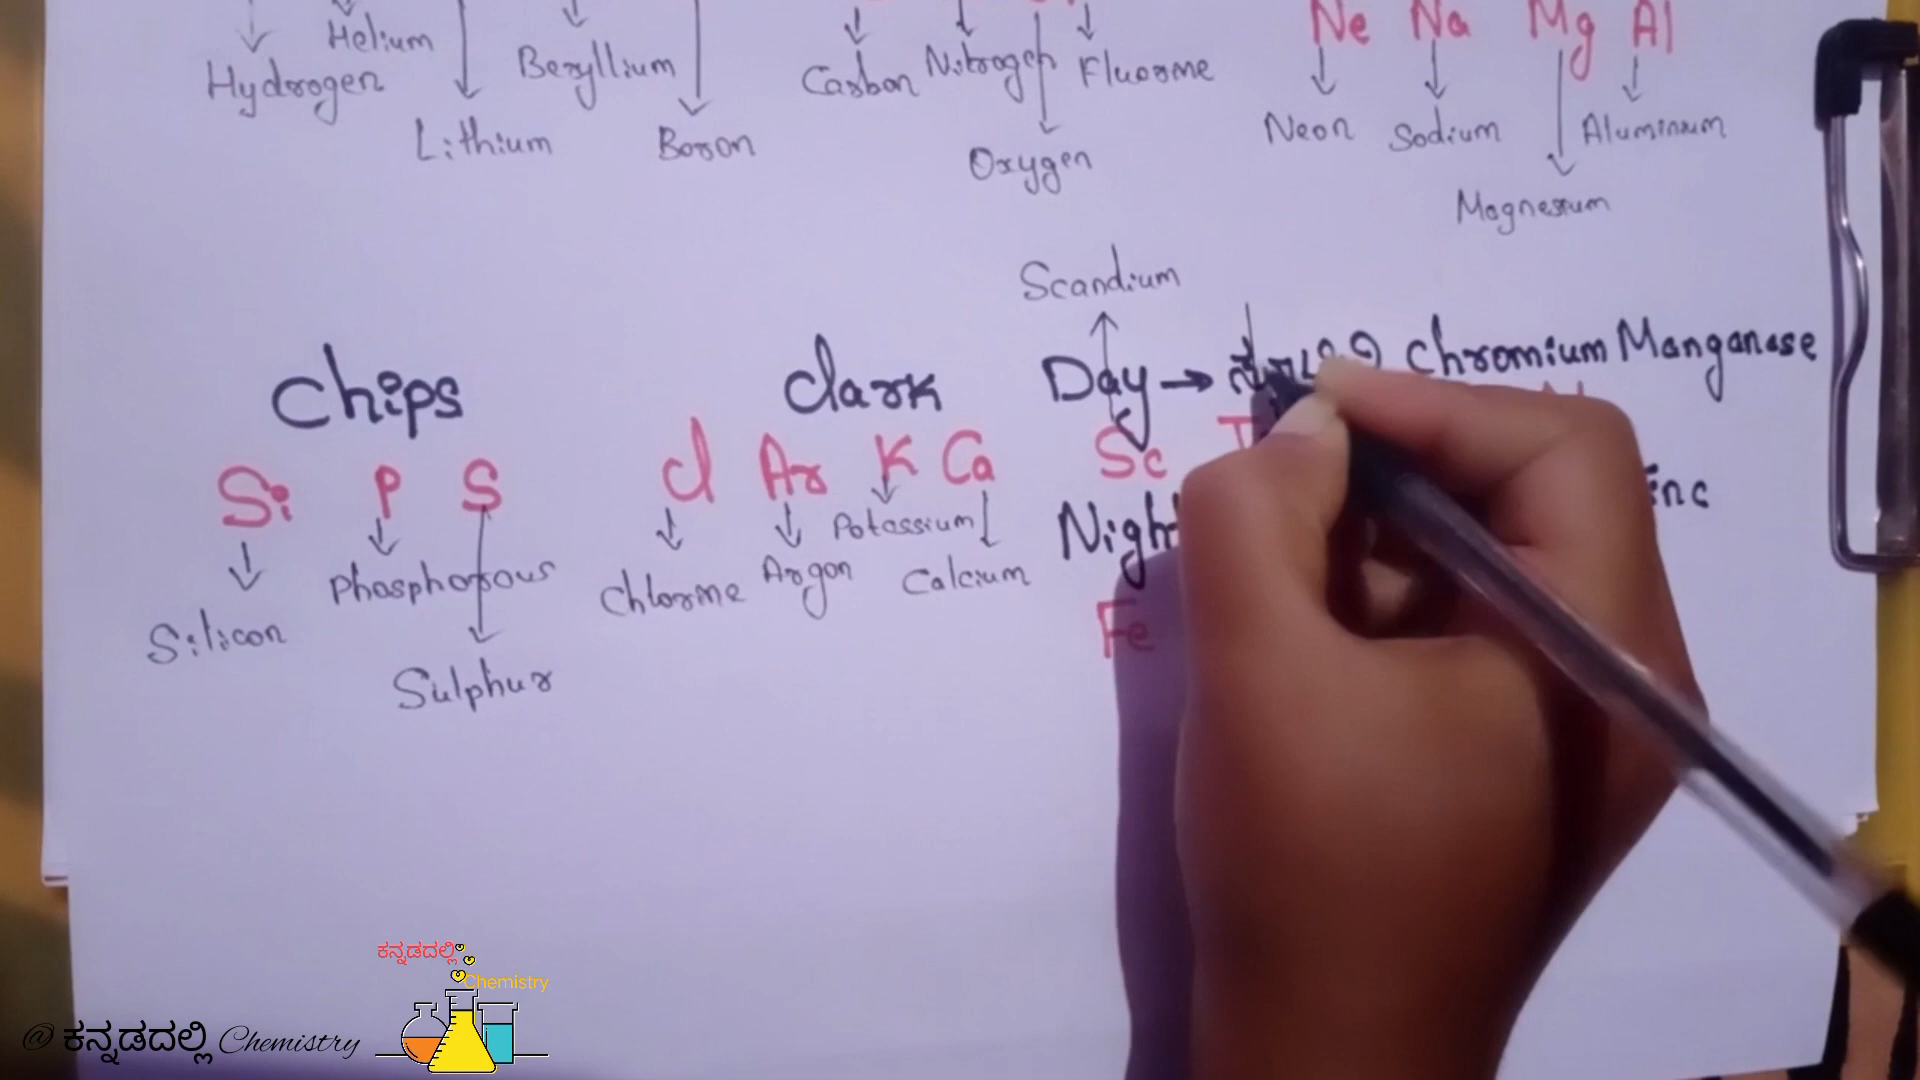 Ne Na Mg Al
Helium
Hydrogen
Beryllium
Carbon Nitrogen Fluorine
Lithium
Boron
Oxygen
Neon Sodium Aluminium
Magnesium
Scandium
Chips
Si P S
Silicon Phosphorous
Sulphur
Clark
Cl Ar K Ca
Potassium
Chlorine Argon Calcium
Day → Chromium Manganase
Sc
Fe
ಕನ್ನಡದಲ್ಲಿ
Chemistry
@ ಕನ್ನಡದಲ್ಲಿ Chemistry